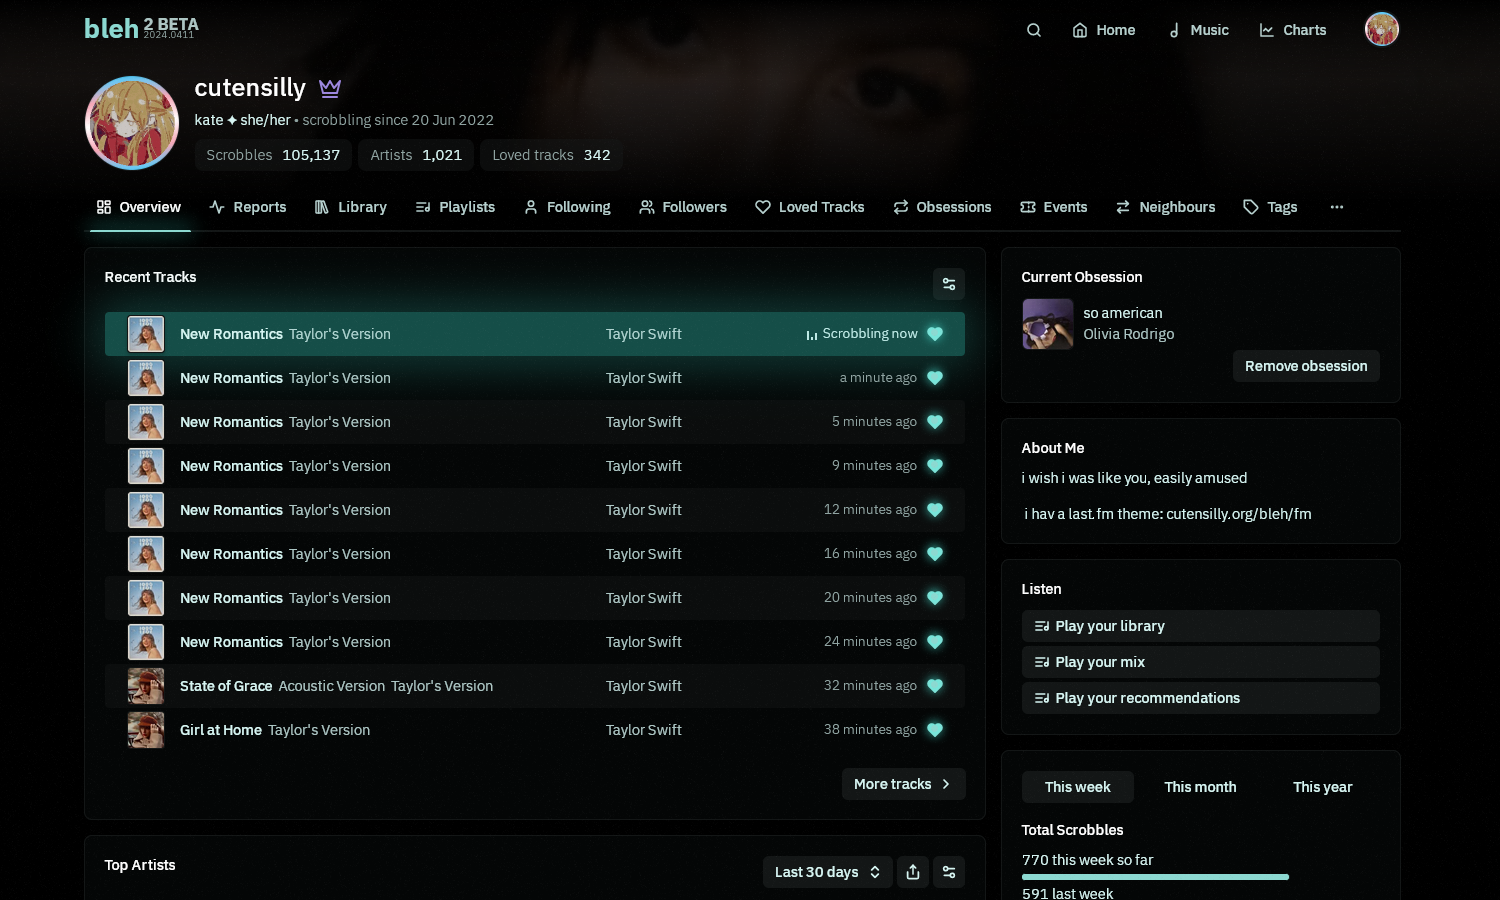 bleh 2 BETA
2024.0411
Home
Music
Charts
cutensilly
kate ✦ she/her • scrobbling since 20 Jun 2022
Scrobbles 105,137
Artists 1,021
Loved tracks 342
Overview
Reports
Library
Playlists
Following
Followers
Loved Tracks
Obsessions
Events
Neighbours
Tags
Recent Tracks
New Romantics Taylor's Version Taylor Swift Scrobbling now
New Romantics Taylor's Version Taylor Swift a minute ago
New Romantics Taylor's Version Taylor Swift 5 minutes ago
New Romantics Taylor's Version Taylor Swift 9 minutes ago
New Romantics Taylor's Version Taylor Swift 12 minutes ago
New Romantics Taylor's Version Taylor Swift 16 minutes ago
New Romantics Taylor's Version Taylor Swift 20 minutes ago
New Romantics Taylor's Version Taylor Swift 24 minutes ago
State of Grace Acoustic Version Taylor's Version Taylor Swift 32 minutes ago
Girl at Home Taylor's Version Taylor Swift 38 minutes ago
More tracks
Top Artists
Last 30 days
Current Obsession
so american
Olivia Rodrigo
Remove obsession
About Me
i wish i was like you, easily amused
i hav a last.fm theme: cutensilly.org/bleh/fm
Listen
Play your library
Play your mix
Play your recommendations
This week
This month
This year
Total Scrobbles
770 this week so far
591 last week